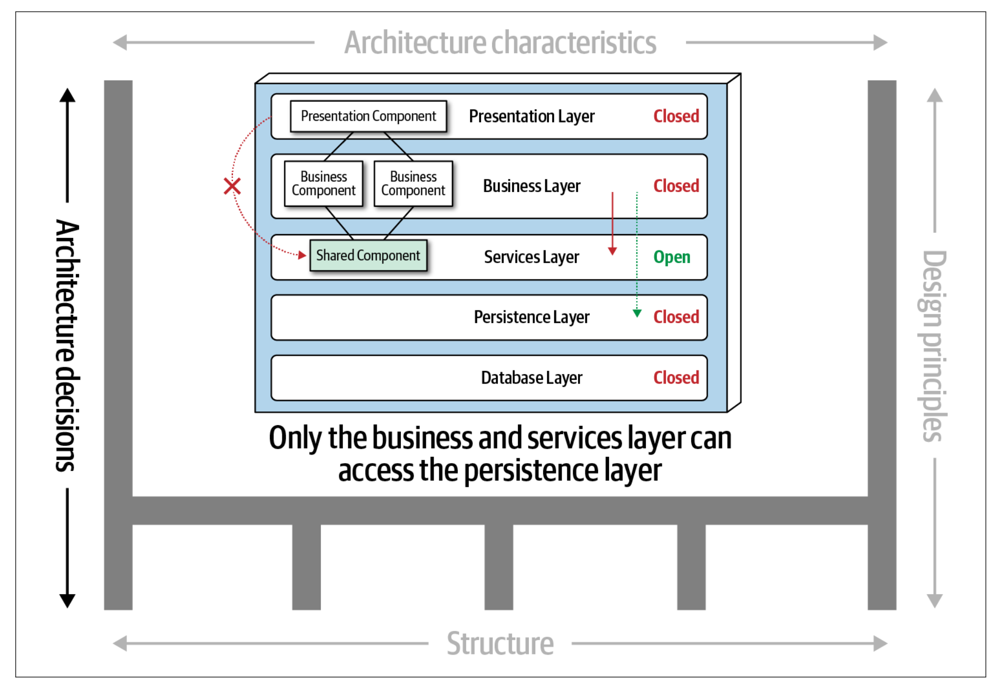 Architecture characteristics
Architecture decisions
Presentation Component
Presentation Layer
Closed
Business
Component
Business
Component
Business Layer
Closed
Shared Component
Services Layer
Open
Persistence Layer
Closed
Database Layer
Closed
Only the business and services layer can
access the persistence layer
Design principles
Structure